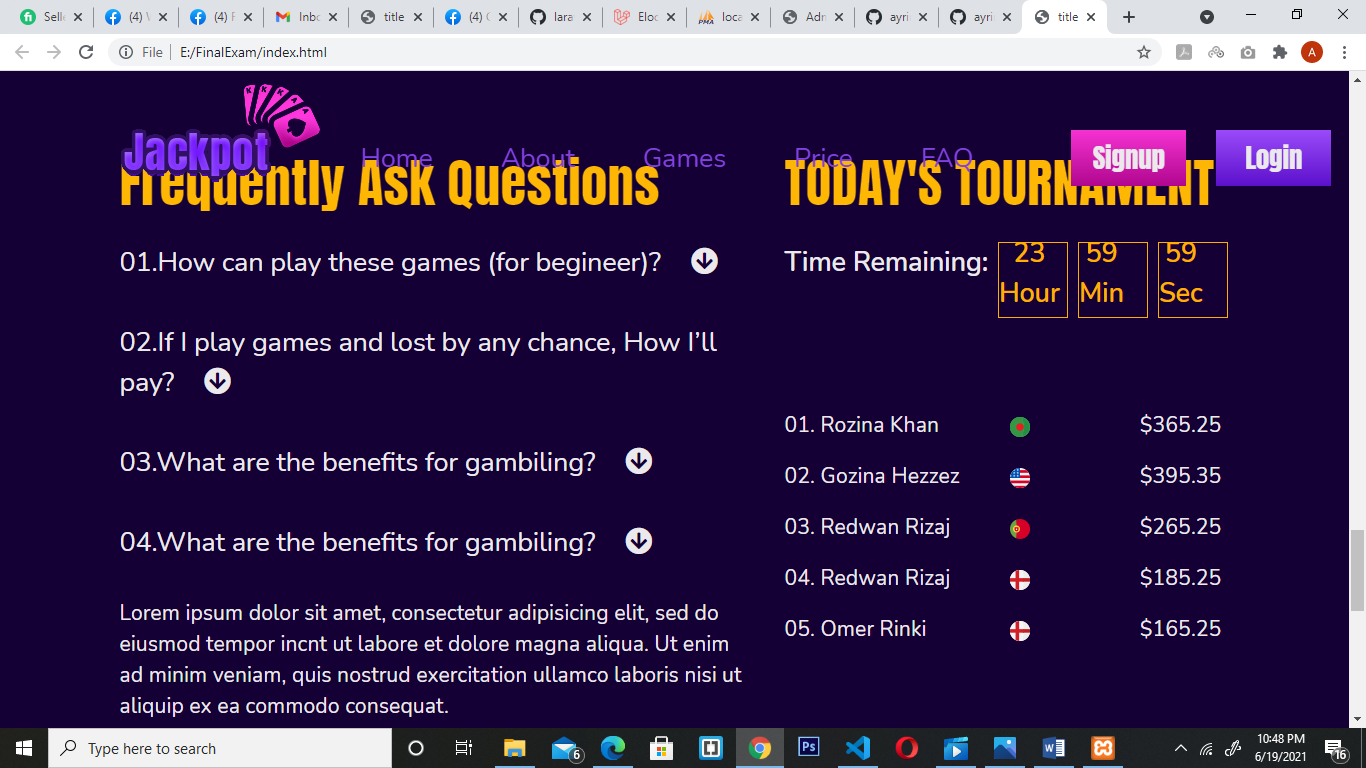 Selle
(4) V
(4) F
Inbo
title
(4) C
lara
Eloc
loca
Adn
ayri
ayri
title
File
E:/FinalExam/index.html
A
Jackpot
Home
About
Games
Price
FAQ
Signup
Login
Frequently Ask Questions
TODAY'S TOURNAMENT
01.How can play these games (for begineer)?
Time Remaining:
23 Hour
59 Min
59 Sec
02.If I play games and lost by any chance, How I’ll
pay?
03.What are the benefits for gambiling?
04.What are the benefits for gambiling?
Lorem ipsum dolor sit amet, consectetur adipisicing elit, sed do
eiusmod tempor incnt ut labore et dolore magna aliqua. Ut enim
ad minim veniam, quis nostrud exercitation ullamco laboris nisi ut
aliquip ex ea commodo consequat.
01. Rozina Khan $365.25
02. Gozina Hezzez $395.35
03. Redwan Rizaj $265.25
04. Redwan Rizaj $185.25
05. Omer Rinki $165.25
Type here to search
6
Ps
10:48 PM
6/19/2021
16